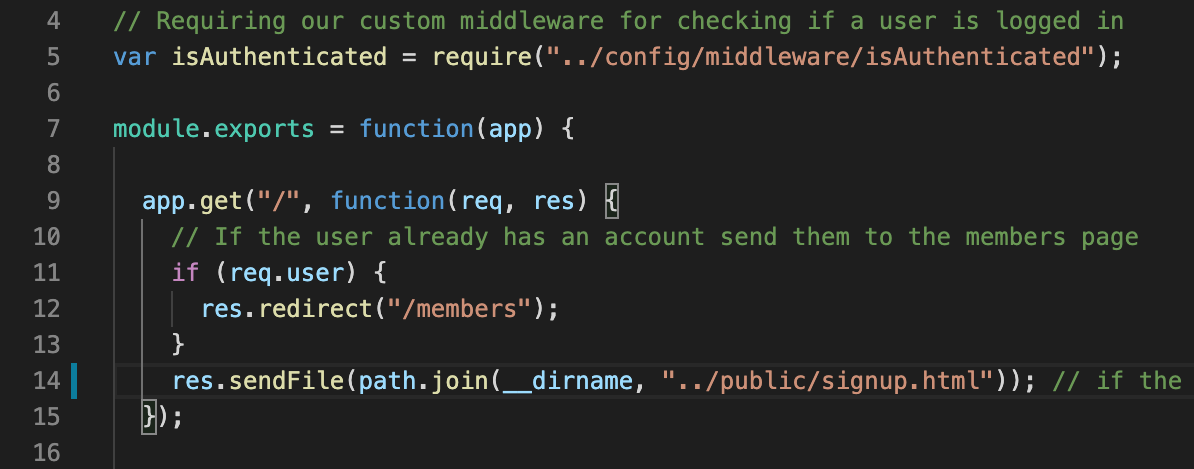 4 // Requiring our custom middleware for checking if a user is logged in
5 var isAuthenticated = require("../config/middleware/isAuthenticated");
6
7 module.exports = function(app) {
8
9 app.get("/", function(req, res) {
10 // If the user already has an account send them to the members page
11 if (req.user) {
12 res.redirect("/members");
13 }
14 res.sendFile(path.join(__dirname, "../public/signup.html")); // if the
15 });
16